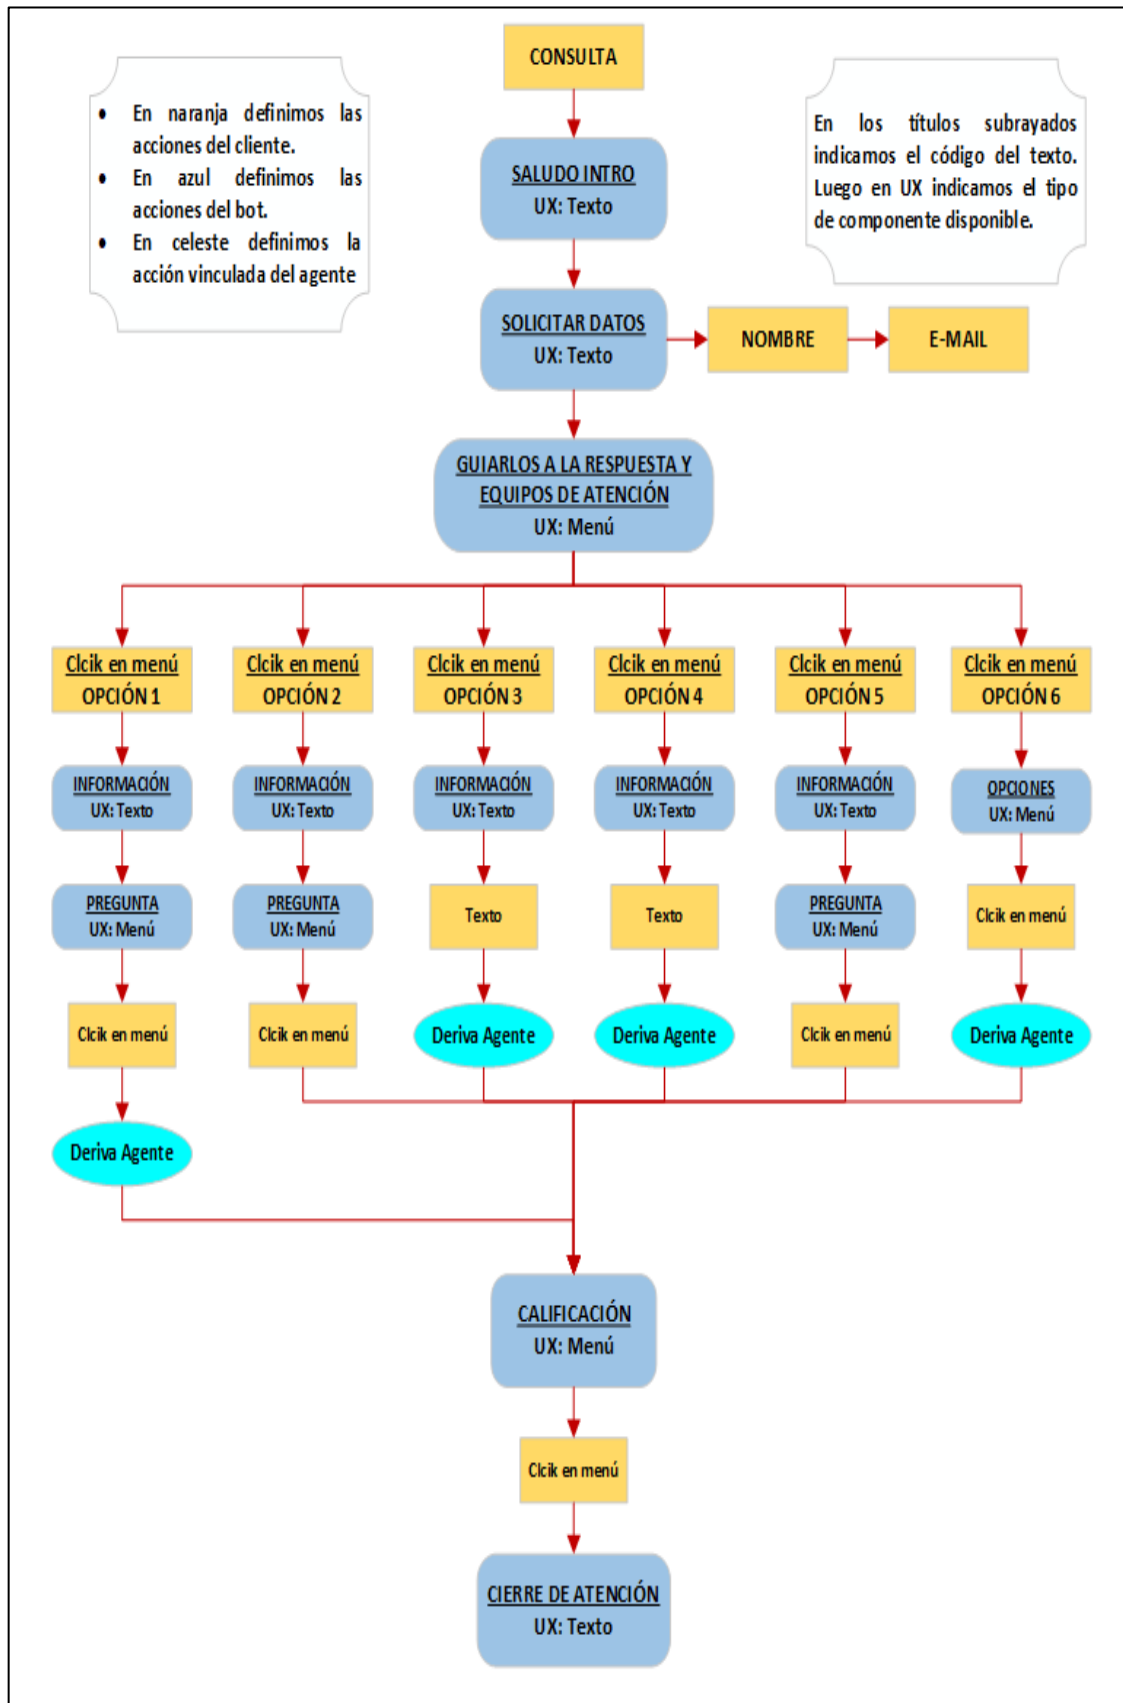 CONSULTA
• En naranja definimos las
acciones del cliente.
• En azul definimos las
acciones del bot.
• En celeste definimos la
acción vinculada del agente
En los títulos subrayados
indicamos el código del texto.
Luego en UX indicamos el tipo
de componente disponible.
SALUDO INTRO
UX: Texto
SOLICITAR DATOS
UX: Texto
NOMBRE
E-MAIL
GUIARLOS A LA RESPUESTA Y
EQUIPOS DE ATENCIÓN
UX: Menú
Clcik en menú
OPCIÓN 1
Clcik en menú
OPCIÓN 2
Clcik en menú
OPCIÓN 3
Clcik en menú
OPCIÓN 4
Clcik en menú
OPCIÓN 5
Clcik en menú
OPCIÓN 6
INFORMACIÓN
UX: Texto
INFORMACIÓN
UX: Texto
INFORMACIÓN
UX: Texto
INFORMACIÓN
UX: Texto
INFORMACIÓN
UX: Texto
OPCIONES
UX: Menú
PREGUNTA
UX: Menú
PREGUNTA
UX: Menú
Texto
Texto
PREGUNTA
UX: Menú
Clcik en menú
Clcik en menú
Clcik en menú
Deriva Agente
Deriva Agente
Clcik en menú
Deriva Agente
Deriva Agente
CALIFICACIÓN
UX: Menú
Clcik en menú
CIERRE DE ATENCIÓN
UX: Texto